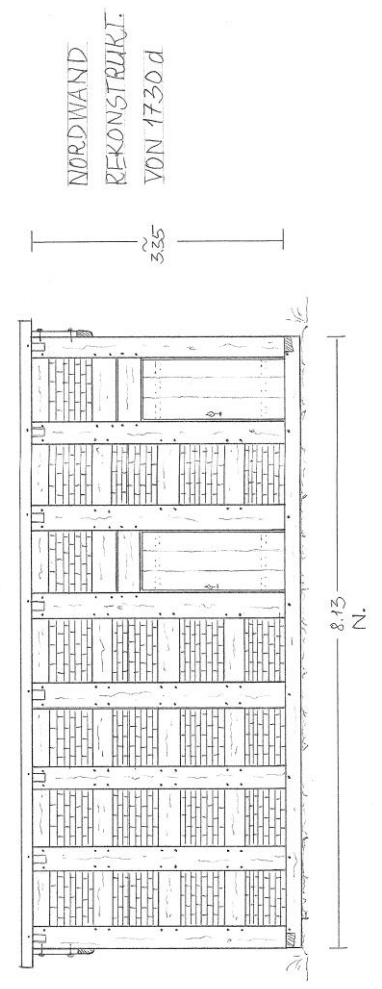 NORDWAND
REKONSTRUKT.
VON 1730 d
3.35
8.13
N.